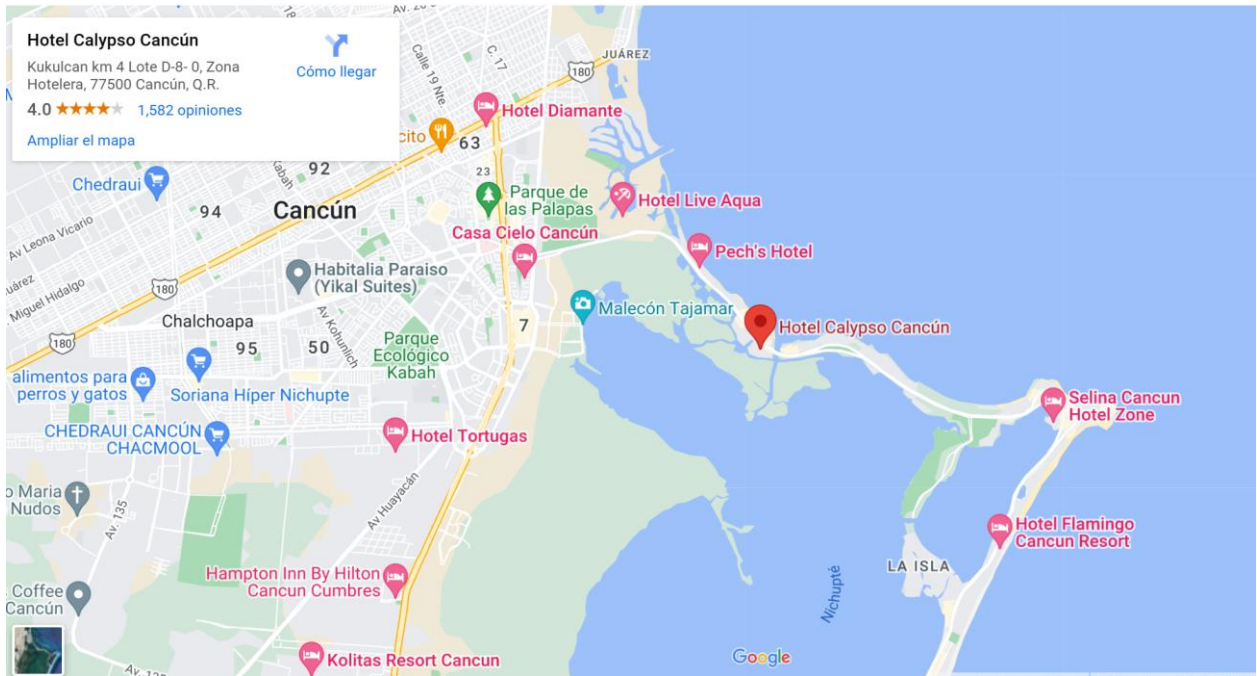 Hotel Calypso Cancún
Kukulcan km 4 Lote D-8- 0, Zona
Hotelera, 77500 Cancún, Q.R.
4.0
1,582 opiniones
Ampliar el mapa
Cómo llegar
JUÁREZ
180
Calle 19 Nte.
C. 17
Hotel Diamante
cito
63
92
23
Kabah
Chedraui
94
Cancún
Parque de
las Palapas
Hotel Live Aqua
Av Leona Vicario
Casa Cielo Cancún
Pech's Hotel
Habitalia Paraiso
(Yikal Suites)
Miguel Hidalgo
180
Malecón Tajamar
Hotel Calypso Cancún
Chalchoapa
Av Kohunlich
7
180
95
50
Parque
Ecológico
Kabah
alimentos para
perros y gatos
Soriana Híper Nichupte
Selina Cancun
Hotel Zone
CHEDRAUI CANCÚN
CHACMOOL
Hotel Tortugas
o Maria
Nudos
Av. 135
Av Huayacán
Hotel Flamingo
Cancun Resort
LA ISLA
Hampton Inn By Hilton
Cancun Cumbres
Coffee
Cancún
Nichupté
Kolitas Resort Cancun
Google